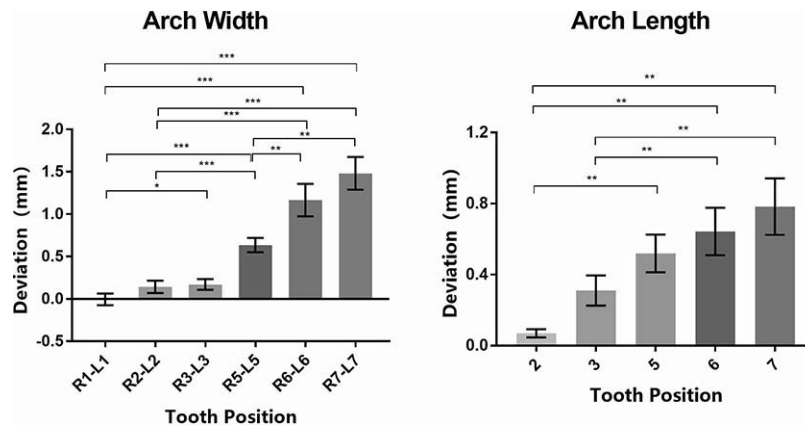 Arch Width
***
***
***
***
**
***
**
***
*
2.0
1.5
1.0
0.5
0.0
-0.5
Deviation (mm)
R1-L1
R2-L2
R3-L3
R5-L5
R6-L6
R7-L7
Tooth Position
Arch Length
**
**
**
**
**
1.2
0.8
0.4
0.0
Deviation (mm)
2
3
5
6
7
Tooth Position